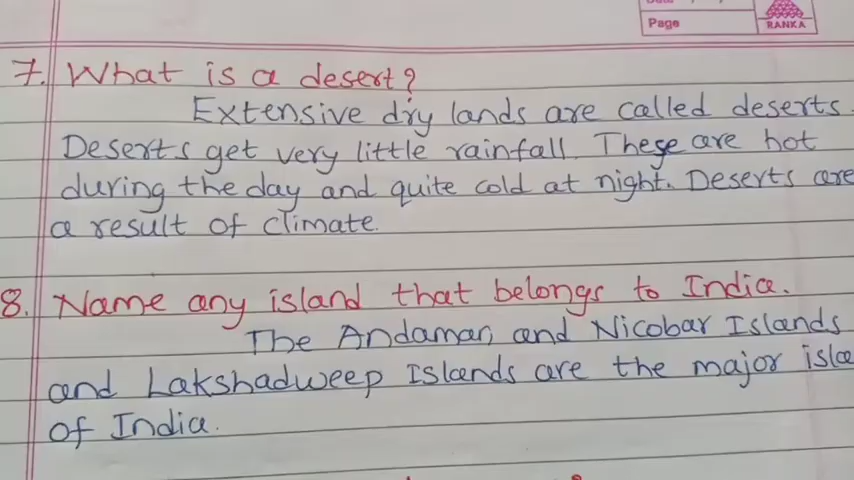 Page
RANKA
7. What is a desert?
Extensive dry lands are called deserts.
Deserts get very little rainfall. These are hot
during the day and quite cold at night. Deserts are
a result of climate.
8. Name any island that belongs to India.
The Andaman and Nicobar Islands
and Lakshadweep Islands are the major
of India.